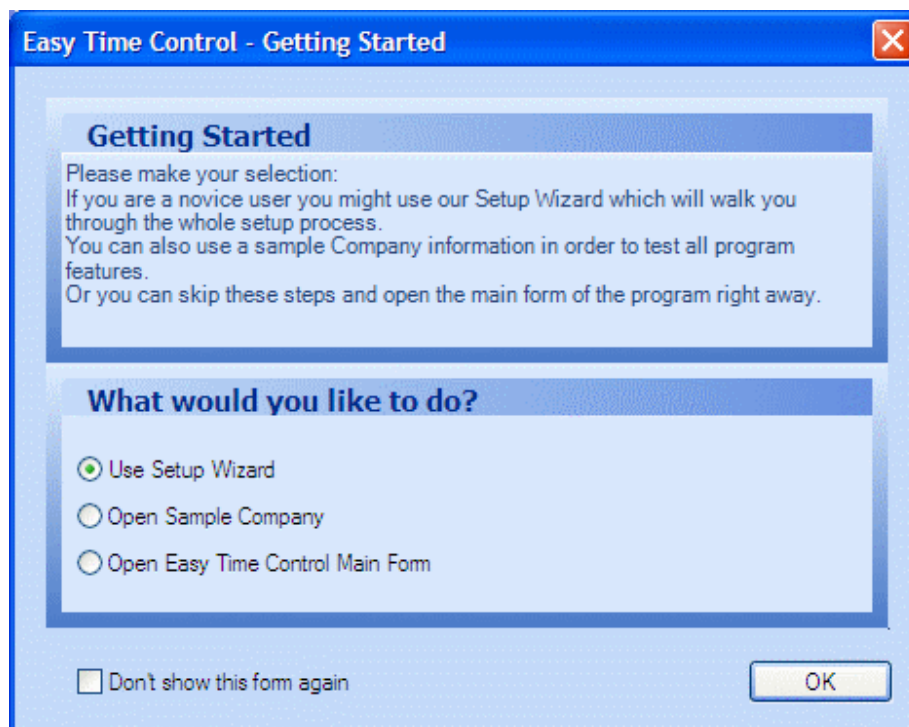 Easy Time Control - Getting Started
Getting Started
Please make your selection:
If you are a novice user you might use our Setup Wizard which will walk you
through the whole setup process.
You can also use a sample Company information in order to test all program
features.
Or you can skip these steps and open the main form of the program right away.
What would you like to do?
Use Setup Wizard
Open Sample Company
Open Easy Time Control Main Form
Don't show this form again
OK